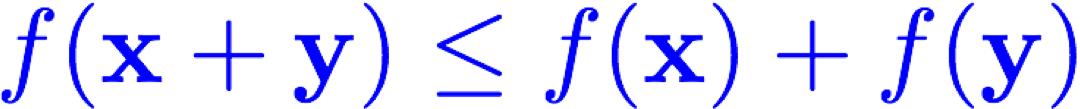 f(𝐱 + 𝐲) ≤ f(𝐱) + f(𝐲)